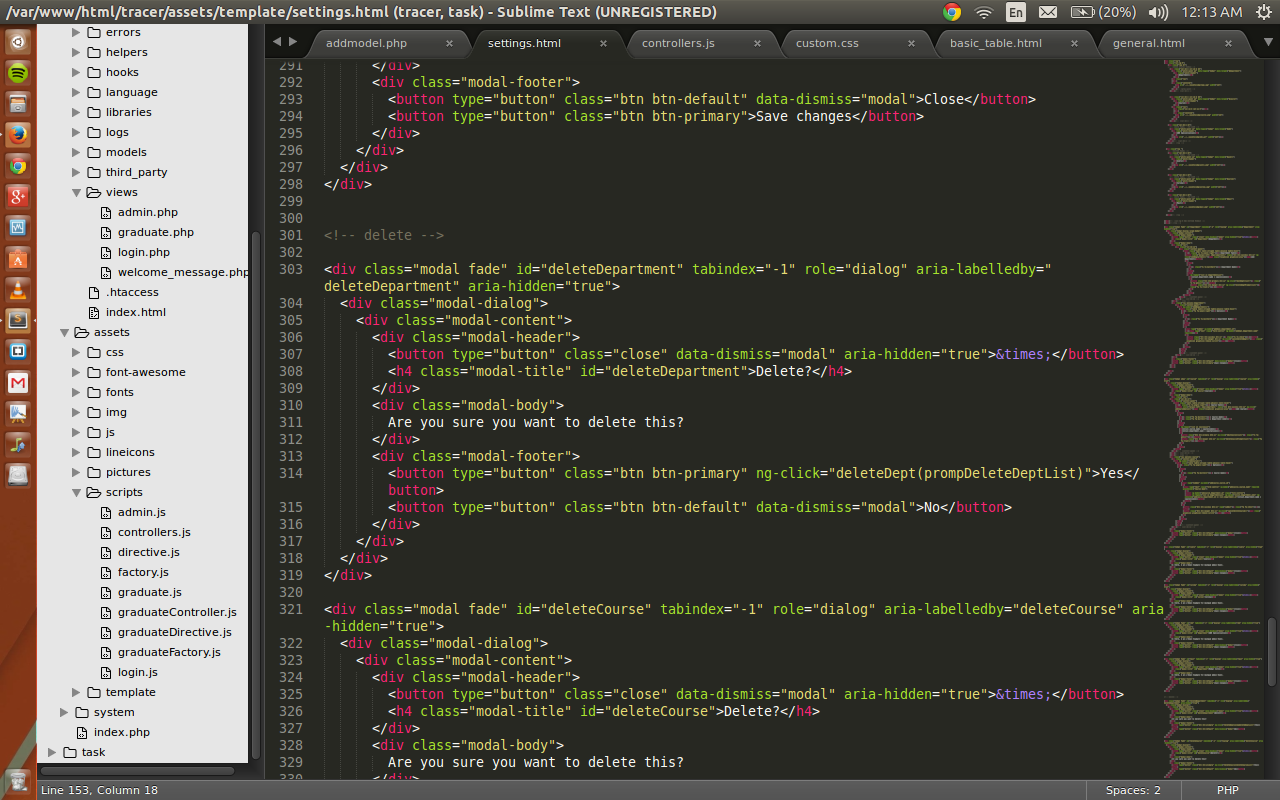 /var/www/html/tracer/assets/template/settings.html (tracer, task) - Sublime Text (UNREGISTERED)
En
(20%)
12:13 AM
errors
helpers
hooks
language
libraries
logs
models
third_party
views
admin.php
graduate.php
login.php
welcome_message.php
.htaccess
index.html
assets
css
font-awesome
fonts
img
js
lineicons
pictures
scripts
admin.js
controllers.js
directive.js
factory.js
graduate.js
graduateController.js
graduateDirective.js
graduateFactory.js
login.js
template
system
index.php
task
addmodel.php
settings.html
controllers.js
custom.css
basic_table.html
general.html
291 </div>
292 <div class="modal-footer">
293 <button type="button" class="btn btn-default" data-dismiss="modal">Close</button>
294 <button type="button" class="btn btn-primary">Save changes</button>
295 </div>
296 </div>
297 </div>
298 </div>
299
300
301 <!-- delete -->
302
303 <div class="modal fade" id="deleteDepartment" tabindex="-1" role="dialog" aria-labelledby="
deleteDepartment" aria-hidden="true">
304 <div class="modal-dialog">
305 <div class="modal-content">
306 <div class="modal-header">
307 <button type="button" class="close" data-dismiss="modal" aria-hidden="true">&times;</button>
308 <h4 class="modal-title" id="deleteDepartment">Delete?</h4>
309 </div>
310 <div class="modal-body">
311 Are you sure you want to delete this?
312 </div>
313 <div class="modal-footer">
314 <button type="button" class="btn btn-primary" ng-click="deleteDept(prompDeleteDeptList)">Yes</
button>
315 <button type="button" class="btn btn-default" data-dismiss="modal">No</button>
316 </div>
317 </div>
318 </div>
319 </div>
320
321 <div class="modal fade" id="deleteCourse" tabindex="-1" role="dialog" aria-labelledby="deleteCourse" aria
-hidden="true">
322 <div class="modal-dialog">
323 <div class="modal-content">
324 <div class="modal-header">
325 <button type="button" class="close" data-dismiss="modal" aria-hidden="true">&times;</button>
326 <h4 class="modal-title" id="deleteCourse">Delete?</h4>
327 </div>
328 <div class="modal-body">
329 Are you sure you want to delete this?
330 </div>
Line 153, Column 18
Spaces: 2
PHP